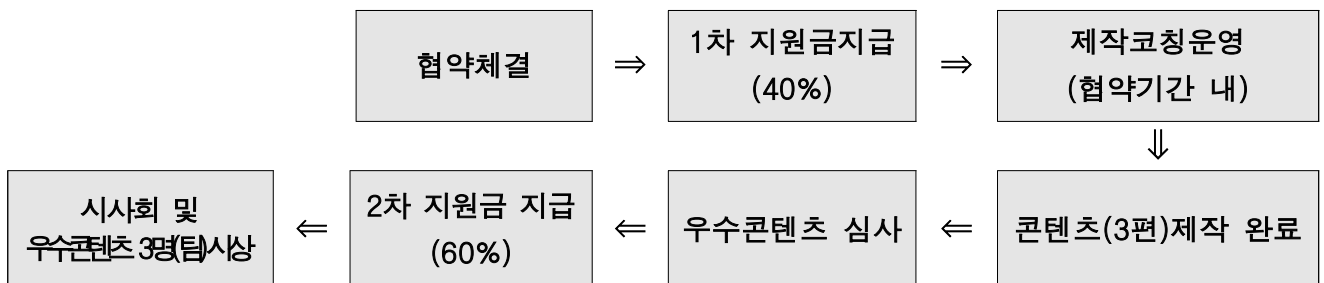 협약체결
⇒
1차 지원금지급
(40%)
⇒
제작코칭운영
(협약기간 내)
⇓
콘텐츠(3편)제작 완료
⇐
우수콘텐츠 심사
⇐
2차 지원금 지급
(60%)
⇐
시사회 및
우수콘텐츠 3명(팀)시상